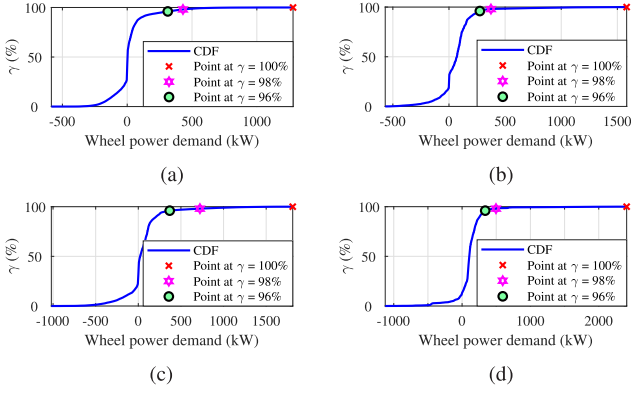 100
50
0
γ (%)
CDF
Point at γ = 100%
Point at γ = 98%
Point at γ = 96%
-500 0 500 1000
Wheel power demand (kW)
(a)
100
50
0
γ (%)
CDF
Point at γ = 100%
Point at γ = 98%
Point at γ = 96%
-500 0 500 1000 1500
Wheel power demand (kW)
(b)
100
50
0
γ (%)
CDF
Point at γ = 100%
Point at γ = 98%
Point at γ = 96%
-1000 -500 0 500 1000 1500
Wheel power demand (kW)
(c)
100
50
0
γ (%)
CDF
Point at γ = 100%
Point at γ = 98%
Point at γ = 96%
-1000 0 1000 2000
Wheel power demand (kW)
(d)